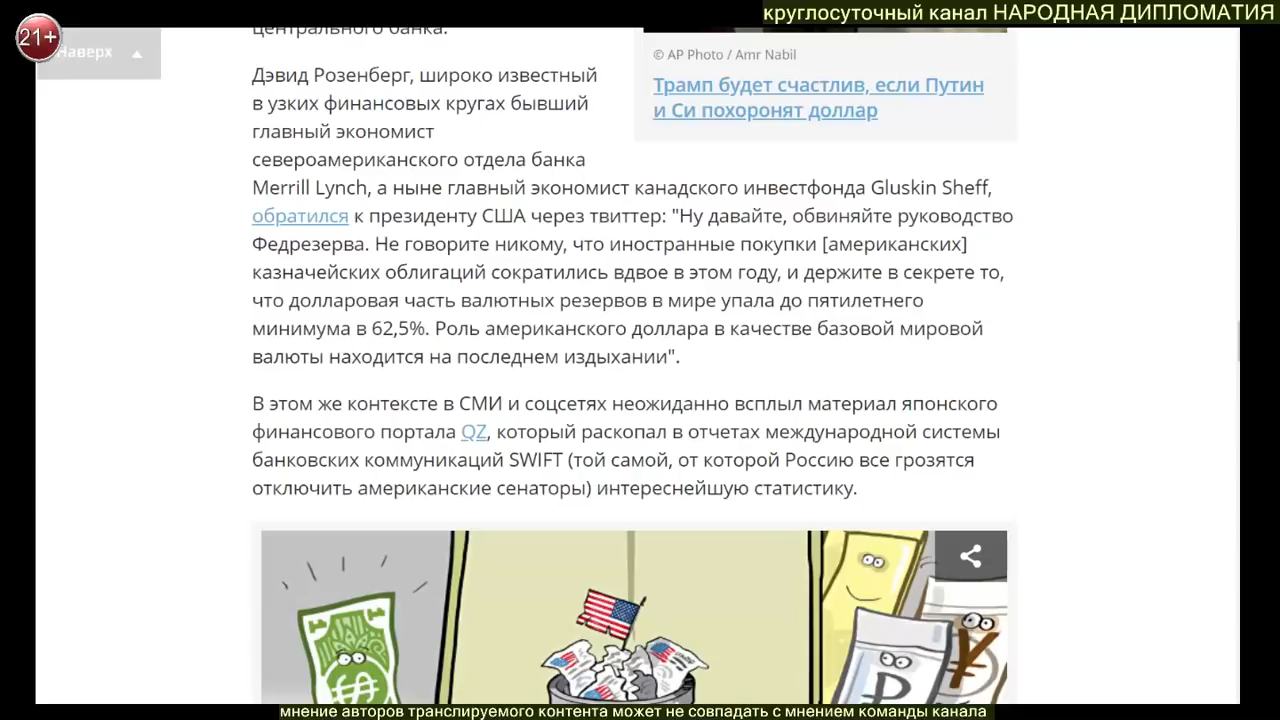 круглосуточный канал НАРОДНАЯ ДИПЛОМАТИЯ
21+
Наверх
центрального банка.
© AP Photo / Amr Nabil
Трамп будет счастлив, если Путин
и Си похоронят доллар
Дэвид Розенберг, широко известный
в узких финансовых кругах бывший
главный экономист
североамериканского отдела банка
Merrill Lynch, а ныне главный экономист канадского инвестфонда Gluskin Sheff,
обратился к президенту США через твиттер: "Ну давайте, обвиняйте руководство
Федрезерва. Не говорите никому, что иностранные покупки [американских]
казначейских облигаций сократились вдвое в этом году, и держите в секрете то,
что долларовая часть валютных резервов в мире упала до пятилетнего
минимума в 62,5%. Роль американского доллара в качестве базовой мировой
валюты находится на последнем издыхании".
В этом же контексте в СМИ и соцсетях неожиданно всплыл материал японского
финансового портала QZ, который раскопал в отчетах международной системы
банковских коммуникаций SWIFT (той самой, от которой Россию все грозятся
отключить американские сенаторы) интереснейшую статистику.
1 1
$
₽
¥
мнение авторов транслируемого контента может не совпадать с мнением команды канала